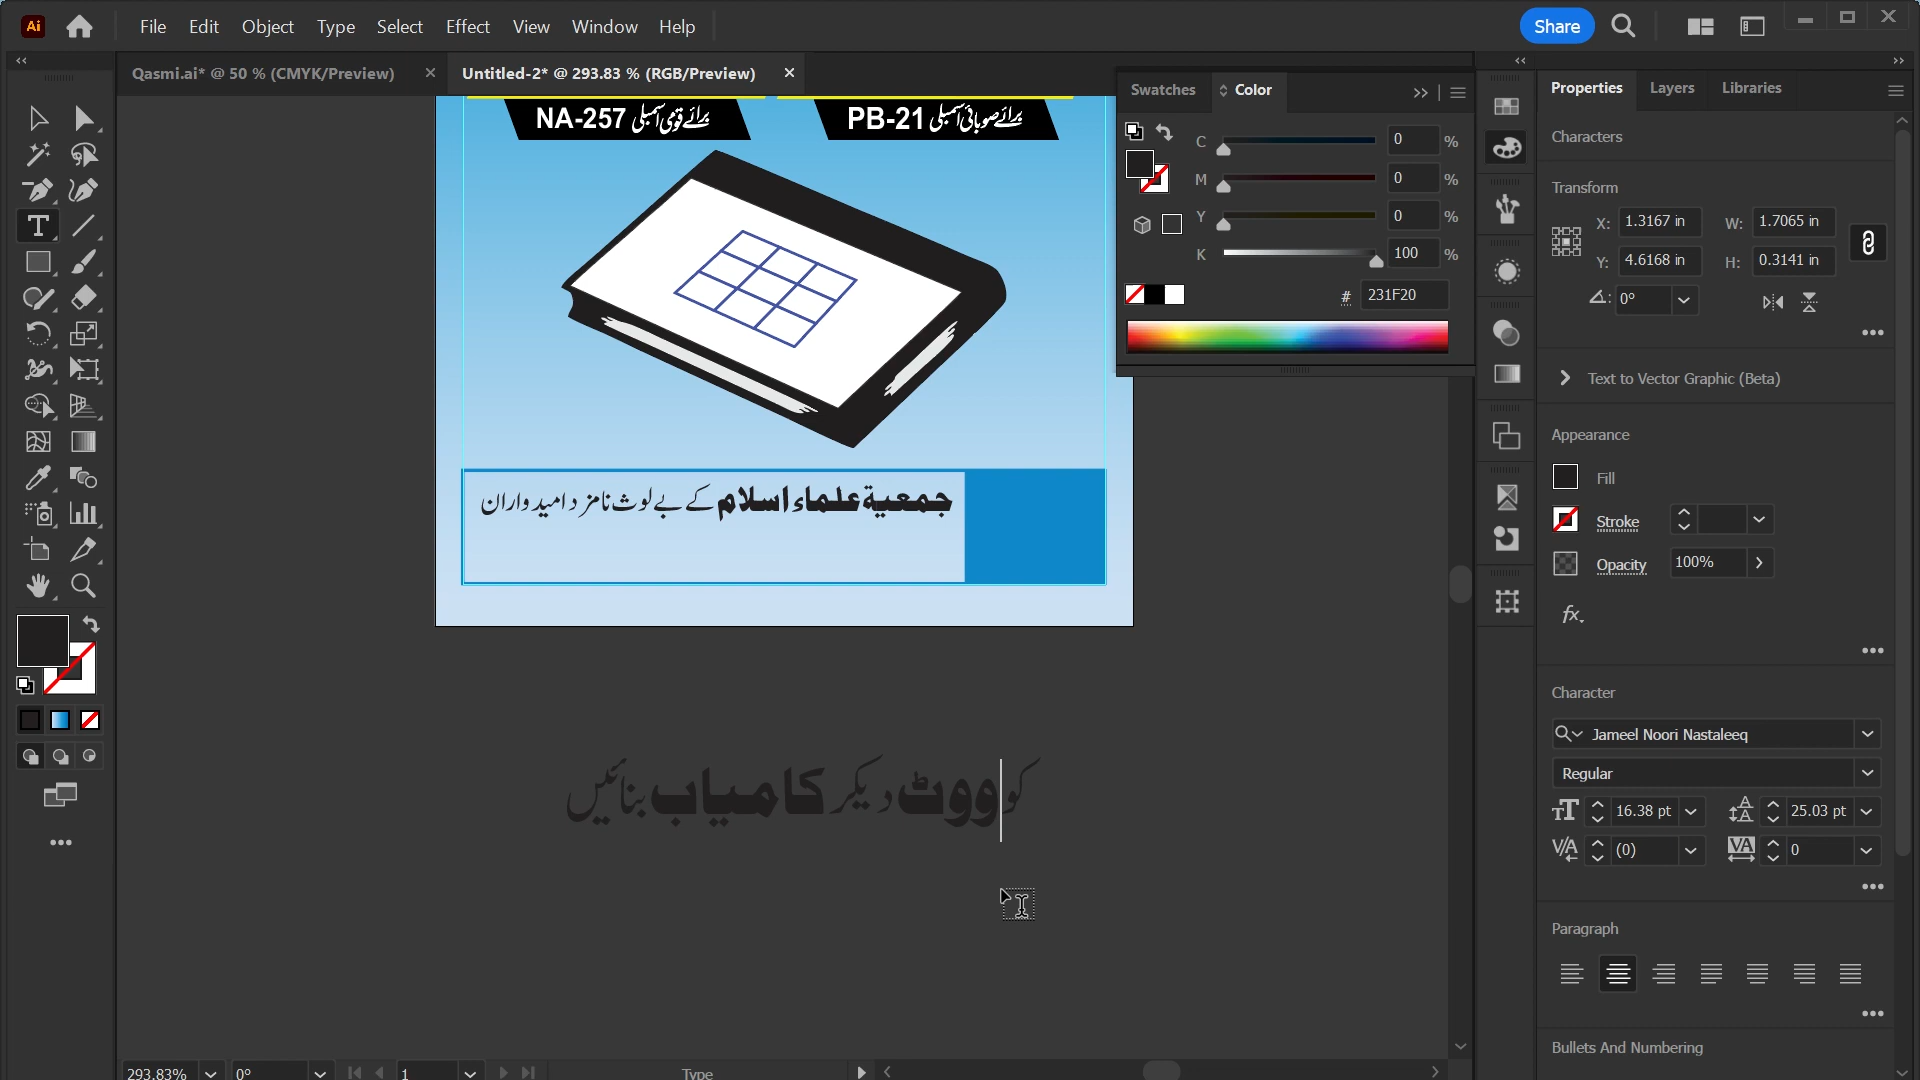 Ai File Edit Object Type Select Effect View Window Help Share
Qasmi.ai* @ 50 % (CMYK/Preview)
Untitled-2* @ 293.83 % (RGB/Preview)
NA-257 برائے قومی اسمبلی
PB-21 برائے صوبائی اسمبلی
جمعیة علماء اسلام کے بے لوث نامزد امیدواران
کو ووٹ دیکر کامیاب بنائیں
Swatches Color
C 0 %
M 0 %
Y 0 %
K 100 %
# 231F20
Properties Layers Libraries
Characters
Transform
X: 1.3167 in W: 1.7065 in
Y: 4.6168 in H: 0.3141 in
0°
Text to Vector Graphic (Beta)
Appearance
Fill
Stroke
Opacity 100%
fx
Character
Jameel Noori Nastaleeq
Regular
16.38 pt 25.03 pt
(0) 0
Paragraph
Bullets And Numbering
293.83% 0° 1 Type